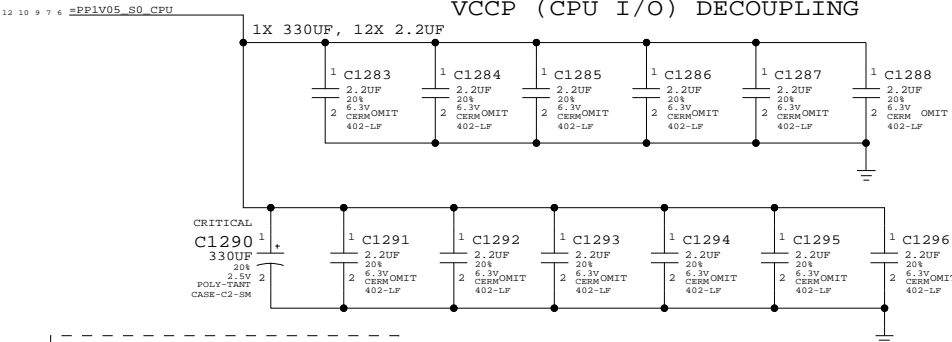 VCCP (CPU I/O) DECOUPLING
12 10 9 7 6 =PP1V05_S0_CPU
1X 330UF, 12X 2.2UF
1 C1283
2.2UF
20%
6.3V
2 CERM OMIT
402-LF
1 C1284
2.2UF
20%
6.3V
2 CERM OMIT
402-LF
1 C1285
2.2UF
20%
6.3V
2 CERM OMIT
402-LF
1 C1286
2.2UF
20%
6.3V
2 CERM OMIT
402-LF
1 C1287
2.2UF
20%
6.3V
2 CERM OMIT
402-LF
1 C1288
2.2UF
20%
6.3V
2 CERM OMIT
402-LF
CRITICAL
C1290 1
+
330UF
20%
2.5V 2
POLY-TANT
CASE-C2-SM
1 C1291
2.2UF
20%
6.3V
2 CERM OMIT
402-LF
1 C1292
2.2UF
20%
6.3V
2 CERM OMIT
402-LF
1 C1293
2.2UF
20%
6.3V
2 CERM OMIT
402-LF
1 C1294
2.2UF
20%
6.3V
2 CERM OMIT
402-LF
1 C1295
2.2UF
20%
6.3V
2 CERM OMIT
402-LF
1 C1296
2.2UF
20%
6.3V
2 CERM OMIT
402-LF